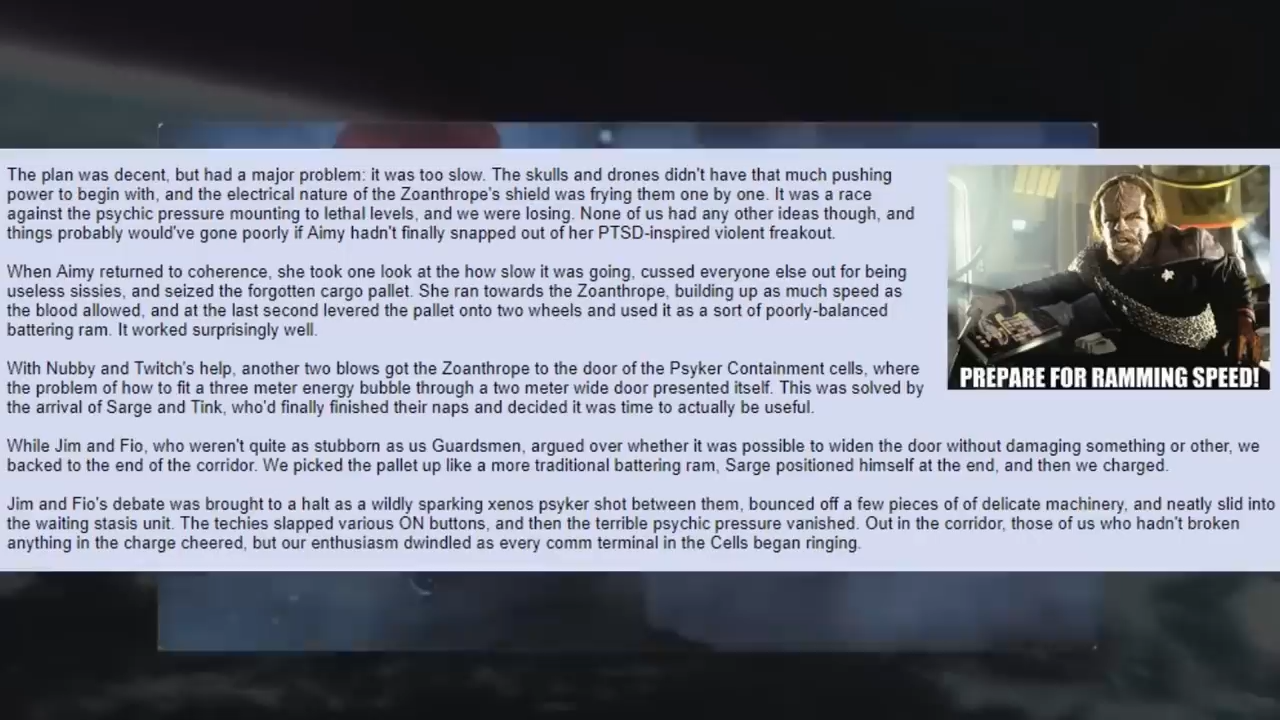 The plan was decent, but had a major problem: it was too slow. The skulls and drones didn't have that much pushing
power to begin with, and the electrical nature of the Zoanthrope's shield was frying them one by one. It was a race
against the psychic pressure mounting to lethal levels, and we were losing. None of us had any other ideas though, and
things probably would've gone poorly if Aimy hadn't finally snapped out of her PTSD-inspired violent freakout.
When Aimy returned to coherence, she took one look at the how slow it was going, cussed everyone else out for being
useless sissies, and seized the forgotten cargo pallet. She ran towards the Zoanthrope, building up as much speed as
the blood allowed, and at the last second levered the pallet onto two wheels and used it as a sort of poorly-balanced
battering ram. It worked surprisingly well.
With Nubby and Twitch's help, another two blows got the Zoanthrope to the door of the Psyker Containment cells, where
the problem of how to fit a three meter energy bubble through a two meter wide door presented itself. This was solved by
the arrival of Sarge and Tink, who'd finally finished their naps and decided it was time to actually be useful.
PREPARE FOR RAMMING SPEED!
While Jim and Fio, who weren't quite as stubborn as us Guardsmen, argued over whether it was possible to widen the door without damaging something or other, we
backed to the end of the corridor. We picked the pallet up like a more traditional battering ram, Sarge positioned himself at the end, and then we charged.
Jim and Fio's debate was brought to a halt as a wildly sparking xenos psyker shot between them, bounced off a few pieces of of delicate machinery, and neatly slid into
the waiting stasis unit. The techies slapped various ON buttons, and then the terrible psychic pressure vanished. Out in the corridor, those of us who hadn't broken
anything in the charge cheered, but our enthusiasm dwindled as every comm terminal in the Cells began ringing.